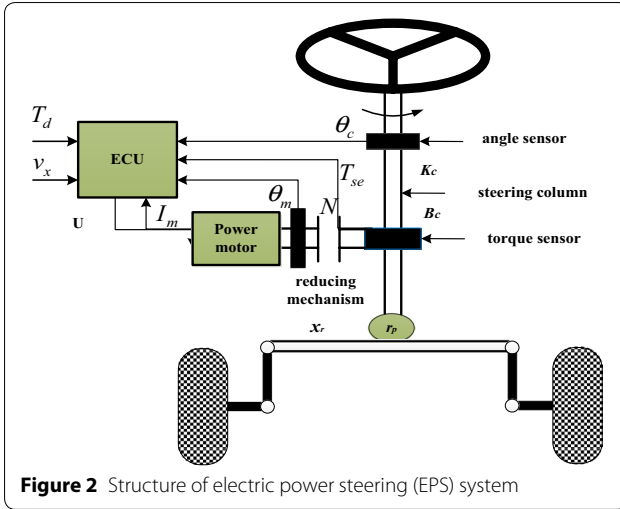 T_d
θ_c
angle sensor
ECU
v_x
T_se
K_c
steering column
θ_m
N
B_c
U
I_m
Power
motor
torque sensor
reducing
mechanism
x_r
r_p
Figure 2 Structure of electric power steering (EPS) system